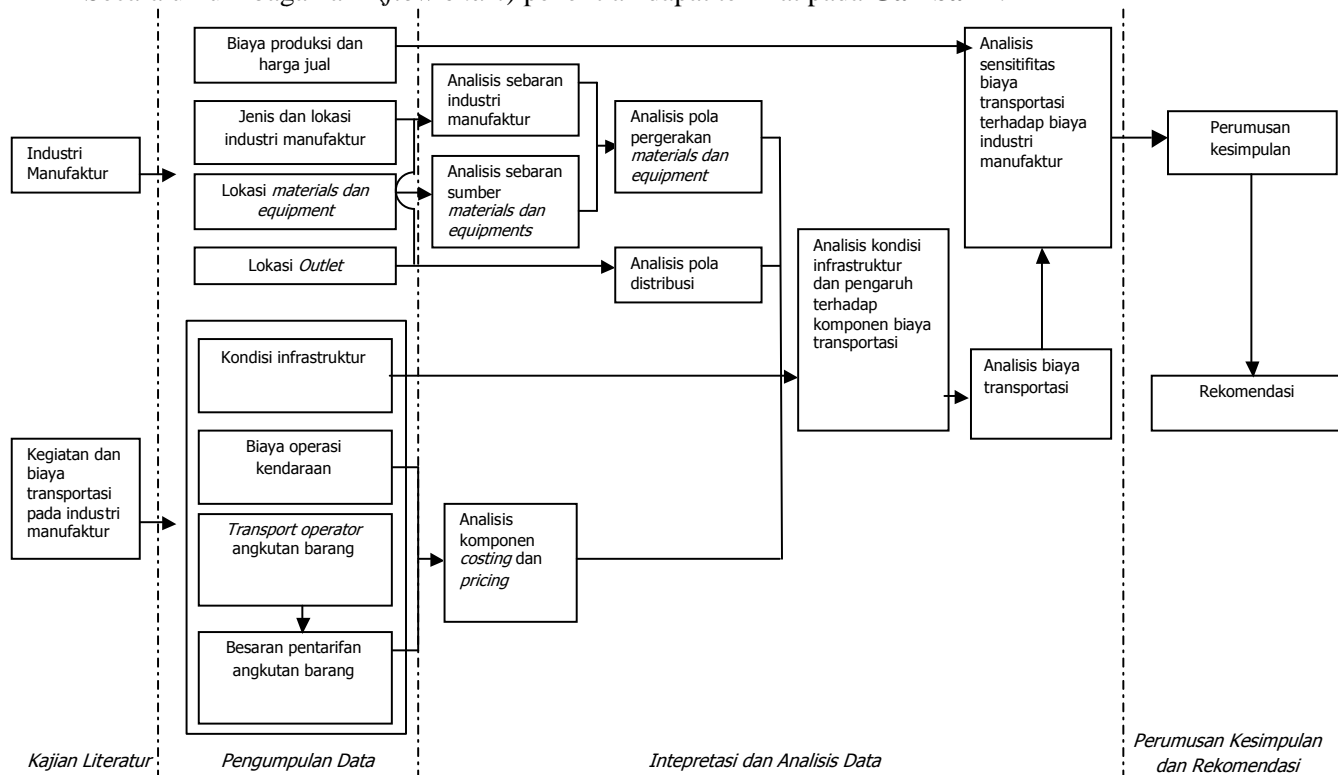 Biaya produksi dan
harga jual
Jenis dan lokasi
industri manufaktur
Industri
Manufaktur
Lokasi materials dan
equipment
Lokasi Outlet
Analisis sebaran
industri
manufaktur
Analisis sebaran
sumber
materials dan
equipments
Analisis pola
pergerakan
materials dan
equipment
Analisis pola
distribusi
Analisis
sensitifitas
biaya
transportasi
terhadap biaya
industri
manufaktur
Perumusan
kesimpulan
Analisis kondisi
infrastruktur
dan pengaruh
terhadap
komponen biaya
transportasi
Analisis biaya
transportasi
Rekomendasi
Kondisi infrastruktur
Kegiatan dan
biaya
transportasi
pada industri
manufaktur
Biaya operasi
kendaraan
Transport operator
angkutan barang
Besaran pentarifan
angkutan barang
Analisis
komponen
costing dan
pricing
Kajian Literatur
Pengumpulan Data
Intepretasi dan Analisis Data
Perumusan Kesimpulan
dan Rekomendasi